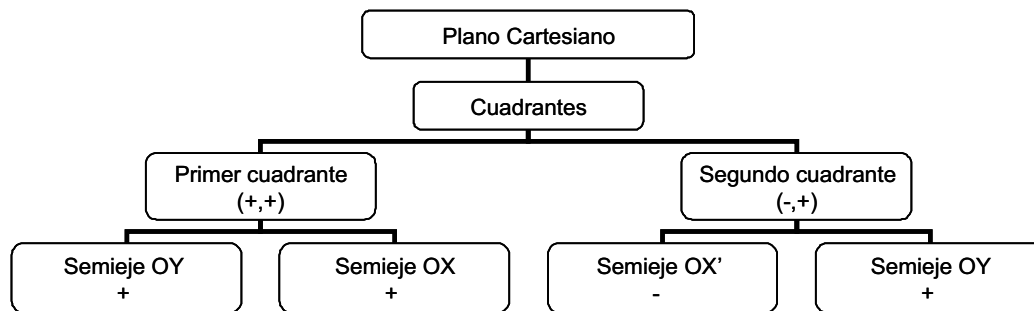 Plano Cartesiano
Cuadrantes
Primer cuadrante
(+,+)
Segundo cuadrante
(-,+)
Semieje OY
+
Semieje OX
+
Semieje OX’
-
Semieje OY
+